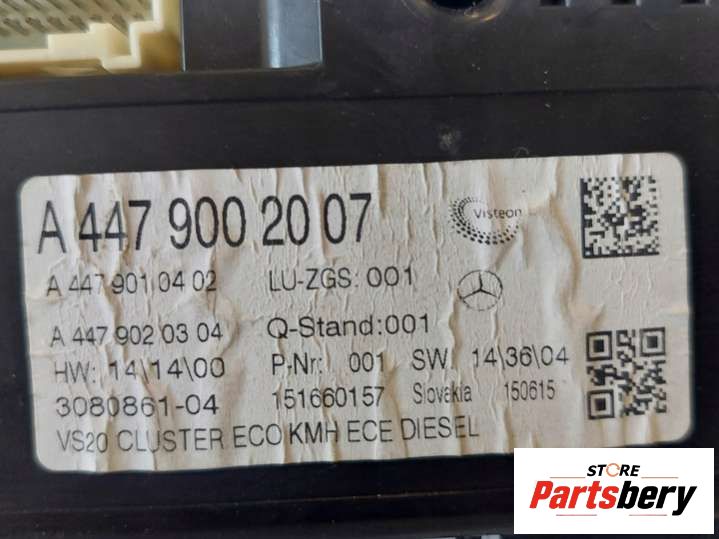 A 447 900 20 07
Visteon
A 447 901 04 02 LU-ZGS: 001
A 447 902 03 04 Q-Stand:001
HW: 14\14\00 P-Nr: 001 SW: 14\36\04
3080861-04 151660157 Slovakia 150615
VS20 CLUSTER ECO KMH ECE DIESEL
STORE
Partsbery